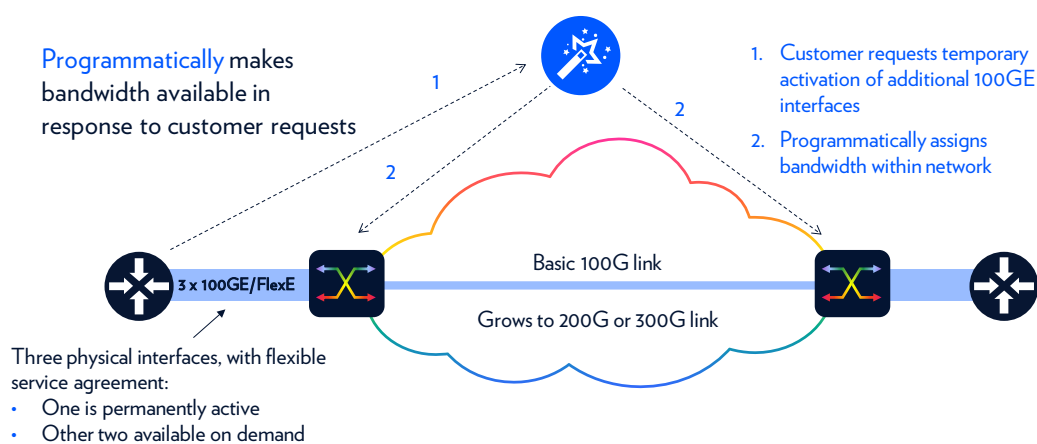 Programmatically makes
bandwidth available in
response to customer requests
1
2
2
1. Customer requests temporary
activation of additional 100GE
interfaces
2. Programmatically assigns
bandwidth within network
3 x 100GE/FlexE
Basic 100G link
Grows to 200G or 300G link
Three physical interfaces, with flexible
service agreement:
• One is permanently active
• Other two available on demand